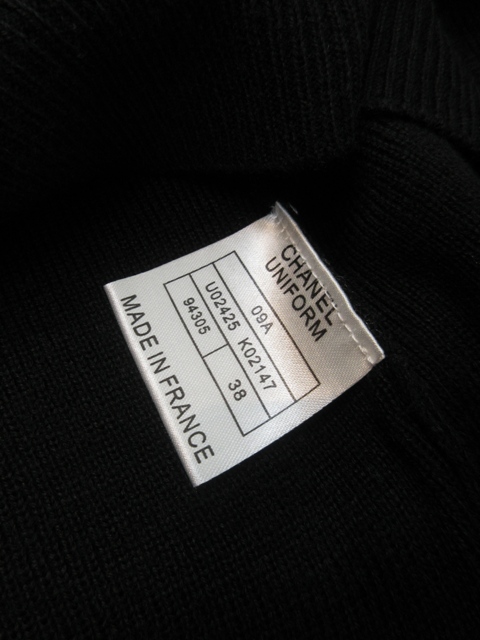 CHANEL
UNIFORM
09A
U02425 K02147
94305 38
MADE IN FRANCE